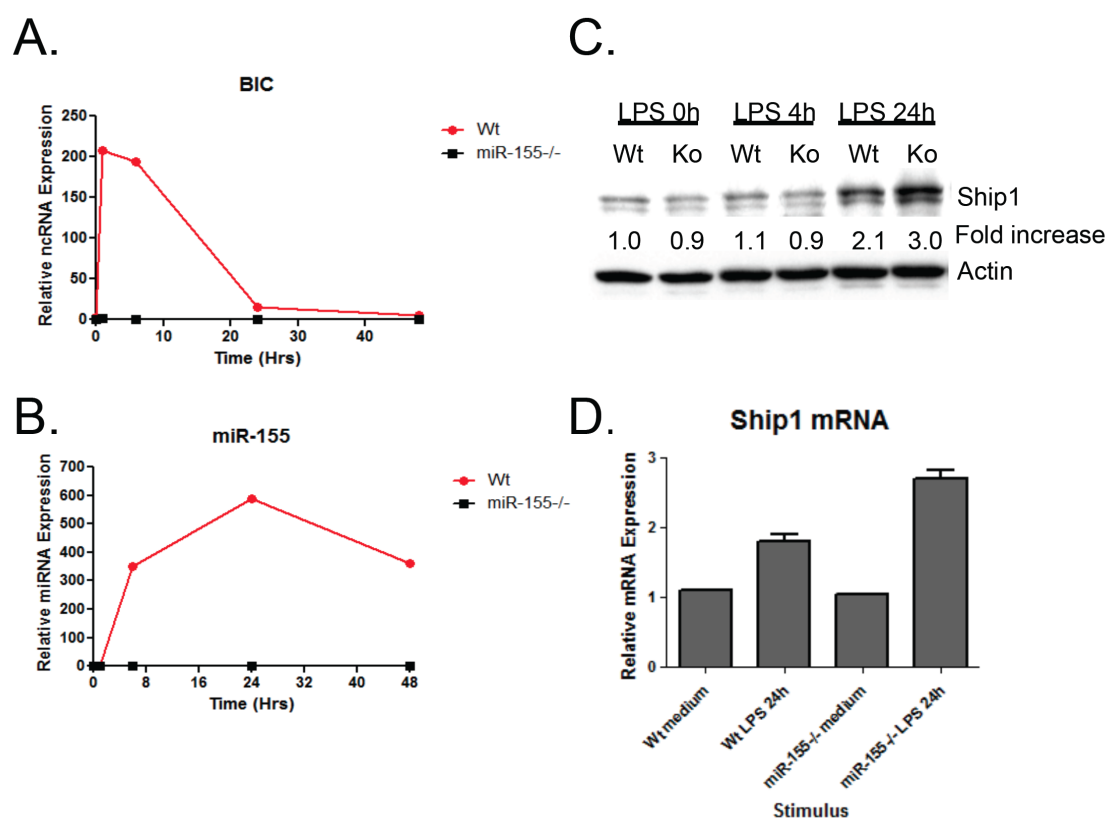 A.
BIC
Relative ncRNA Expression
250
200
150
100
50
0
0 10 20 30 40
Time (Hrs)
Wt
miR-155-/-
B.
miR-155
Relative miRNA Expression
700
600
500
400
300
200
100
0
0 8 16 24 32 40 48
Time (Hrs)
Wt
miR-155-/-
C.
LPS 0h LPS 4h LPS 24h
Wt Ko Wt Ko Wt Ko
Ship1
1.0 0.9 1.1 0.9 2.1 3.0 Fold increase
Actin
D.
Ship1 mRNA
Relative mRNA Expression
3
2
1
0
Wt medium
Wt LPS 24h
miR-155-/- medium
miR-155-/- LPS 24h
Stimulus